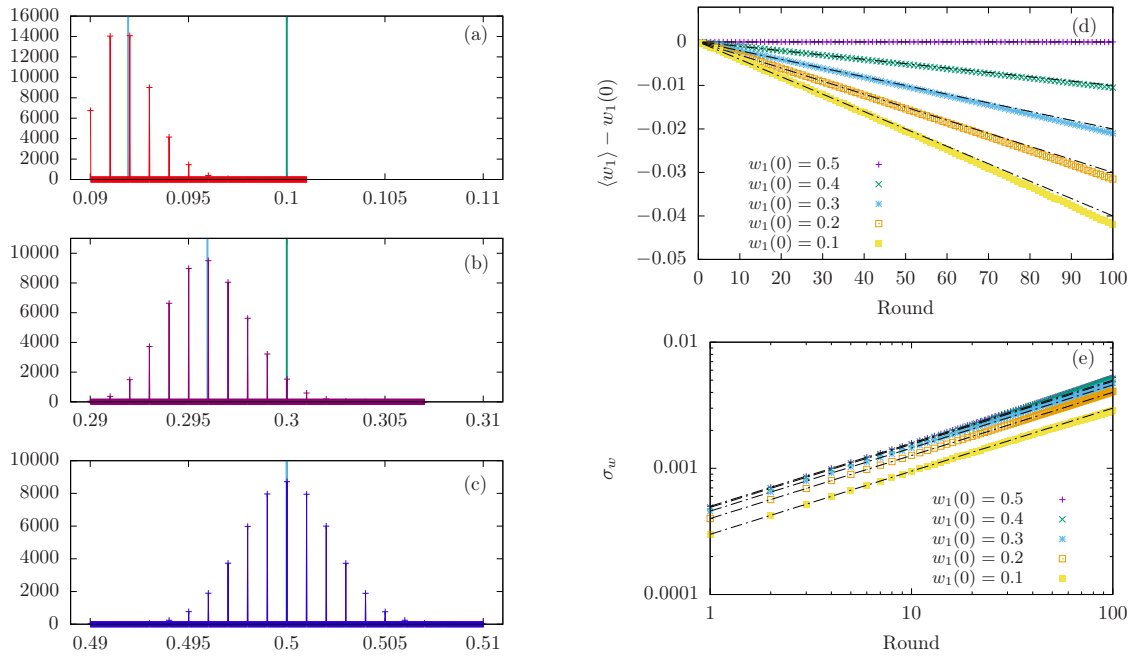 (a)
16000
14000
12000
10000
8000
6000
4000
2000
0
0.09 0.095 0.1 0.105 0.11
(b)
10000
8000
6000
4000
2000
0
0.29 0.295 0.3 0.305 0.31
(c)
10000
8000
6000
4000
2000
0
0.49 0.495 0.5 0.505 0.51
(d)
⟨w₁⟩ − w₁(0)
0
−0.01
−0.02
−0.03
−0.04
−0.05
w₁(0) = 0.5
w₁(0) = 0.4
w₁(0) = 0.3
w₁(0) = 0.2
w₁(0) = 0.1
0 10 20 30 40 50 60 70 80 90 100
Round
(e)
σ_w
0.01
0.001
0.0001
w₁(0) = 0.5
w₁(0) = 0.4
w₁(0) = 0.3
w₁(0) = 0.2
w₁(0) = 0.1
1 10 100
Round